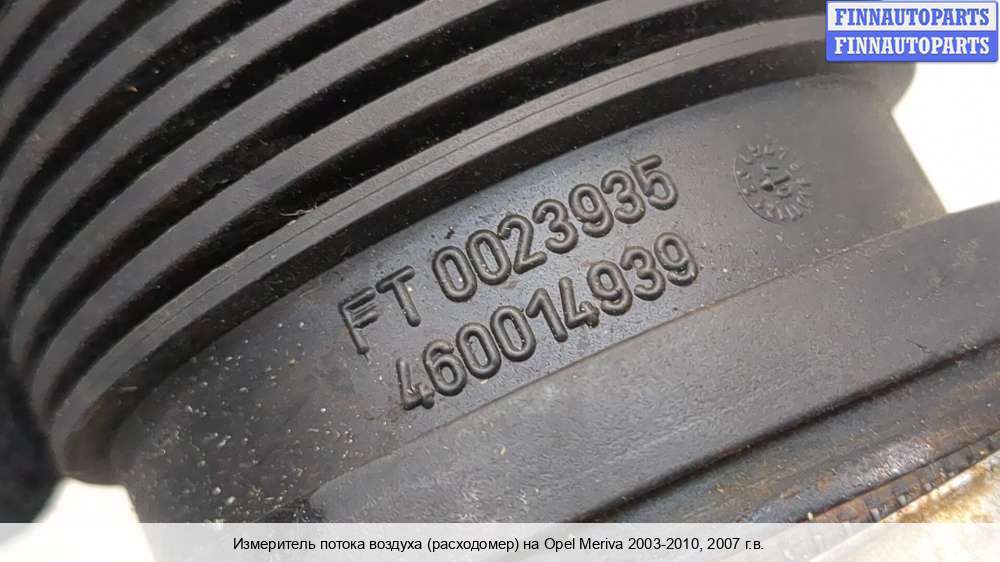 FINNAUTOPARTS
FINNAUTOPARTS
FT 0023935
460014939
Измеритель потока воздуха (расходомер) на Opel Meriva 2003-2010, 2007 г.в.